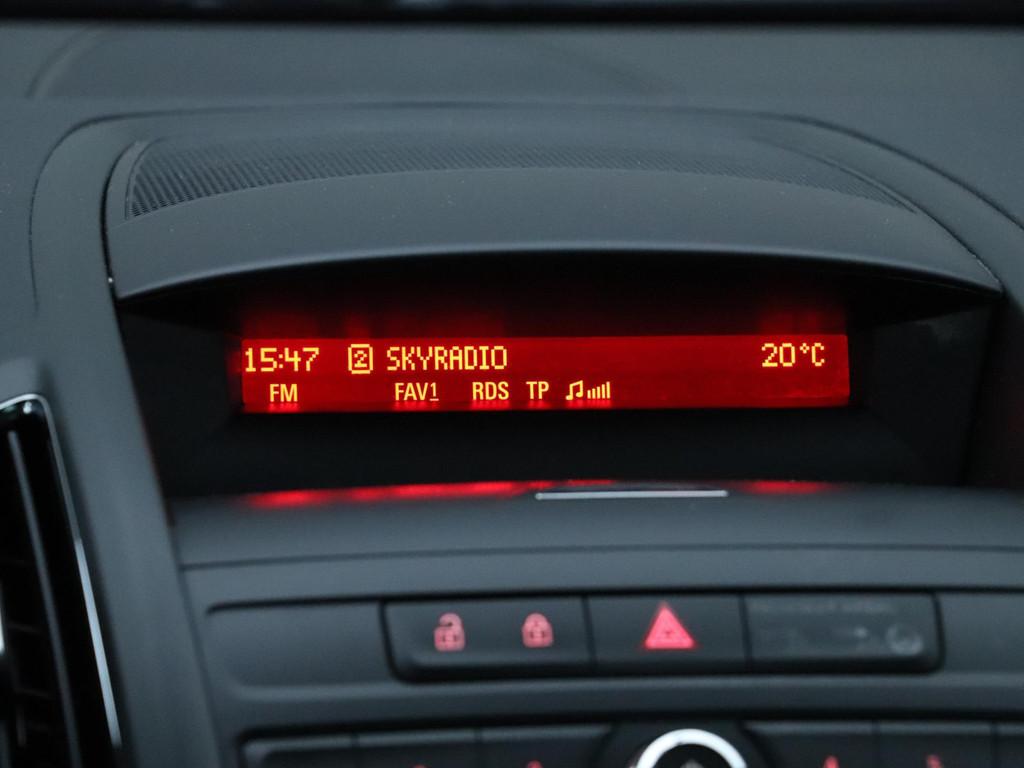 15:47 2 SKYRADIO 20°C
FM FAV1 RDS TP